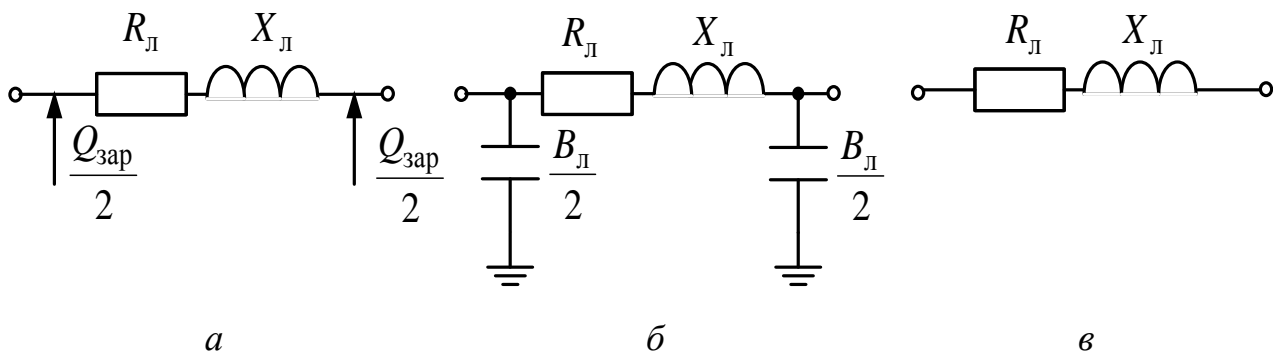 Rл Xл Rл Xл Rл Xл
Qзар/2 Qзар/2 Bл/2 Bл/2
а б в